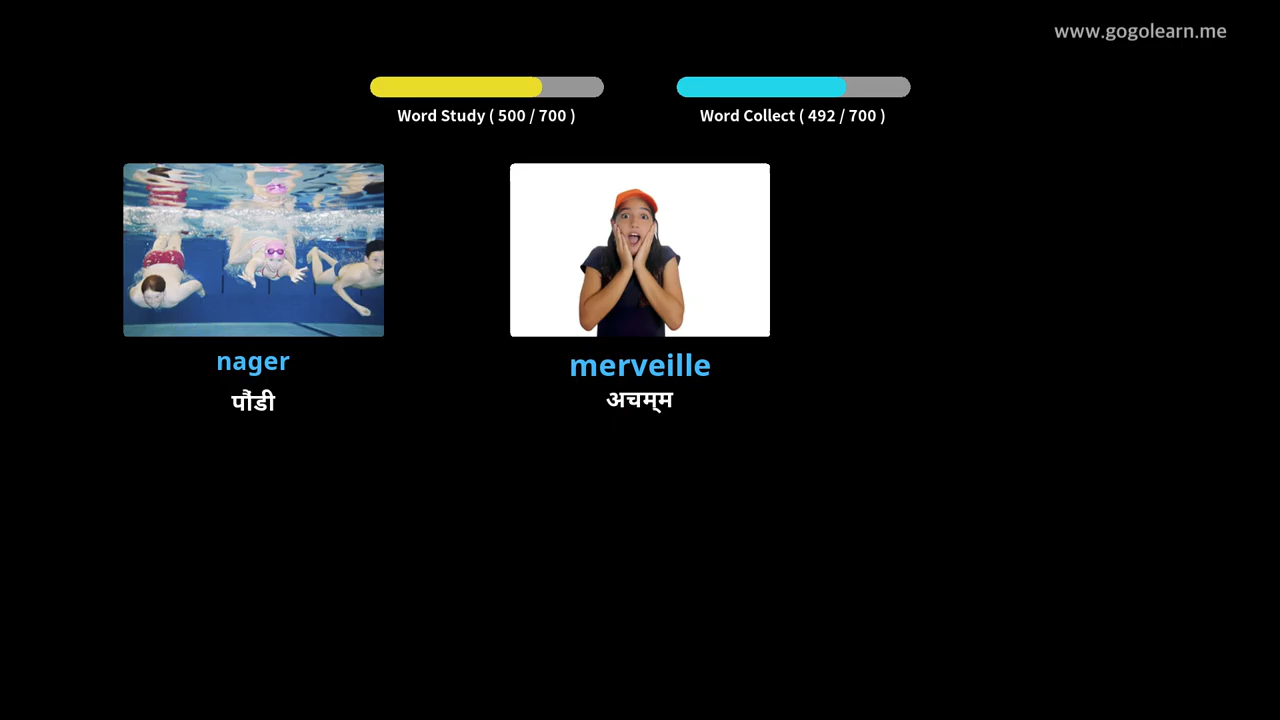 www.gogolearn.me
Word Study ( 500 / 700 )
Word Collect ( 492 / 700 )
nager
पौंडी
merveille
अचम्म